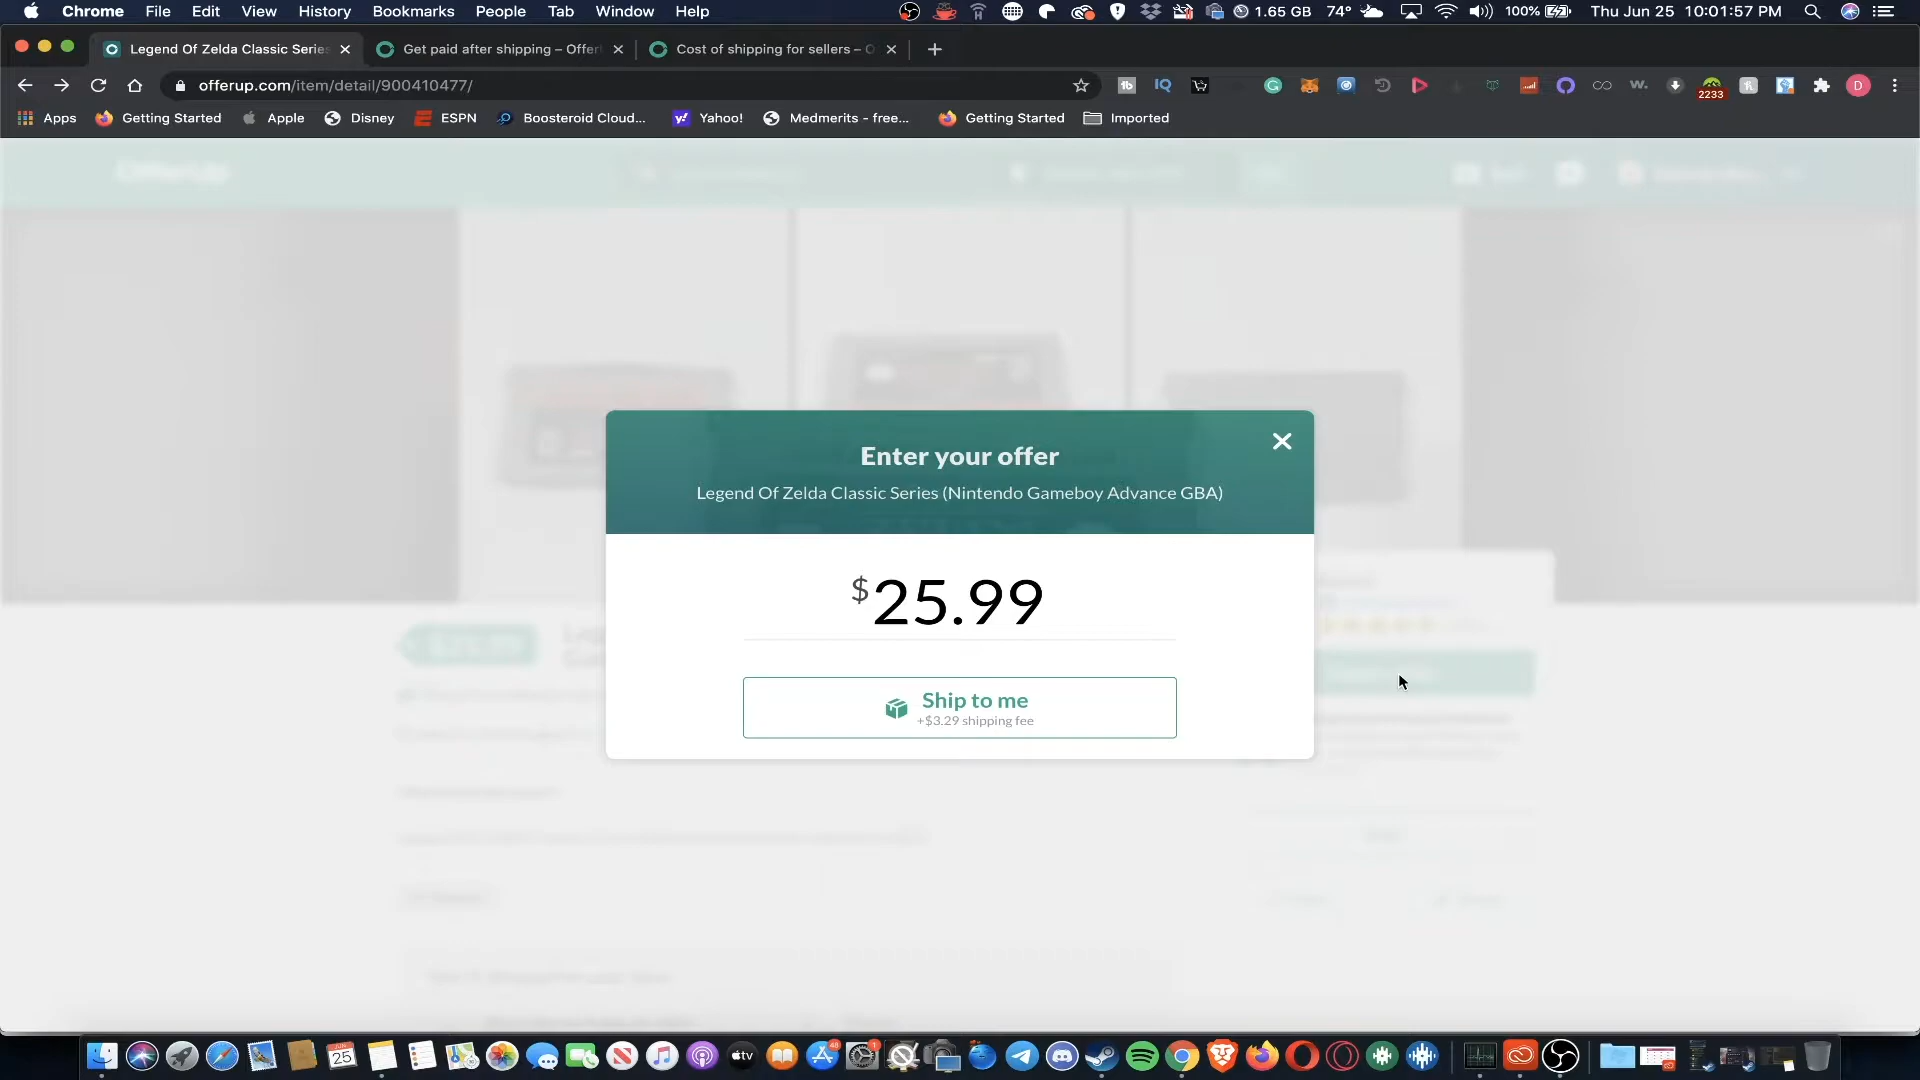 Chrome File Edit View History Bookmarks People Tab Window Help 1.65 GB 74° 100% Thu Jun 25 10:01:57 PM
Legend Of Zelda Classic Serie Get paid after shipping – Offer Cost of shipping for sellers – O
offerup.com/item/detail/900410477/
2233
Apps Getting Started Apple Disney ESPN Boosteroid Cloud... Yahoo! Medmerits - free... Getting Started Imported
Enter your offer
Legend Of Zelda Classic Series (Nintendo Gameboy Advance GBA)
$25.99
Ship to me
+$3.29 shipping fee